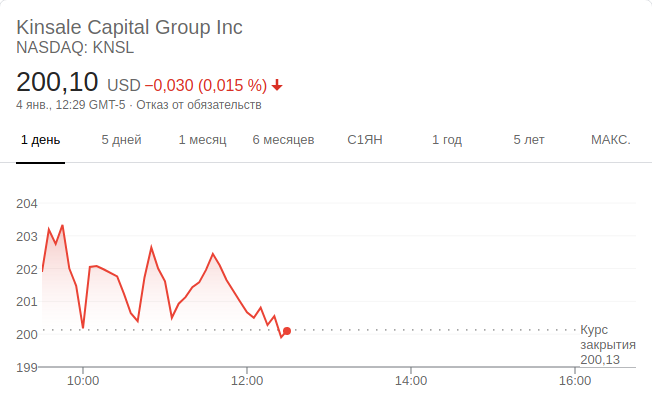 Kinsale Capital Group Inc
NASDAQ: KNSL
200,10 USD −0,030 (0,015 %)
4 янв., 12:29 GMT-5 · Отказ от обязательств
1 день 5 дней 1 месяц 6 месяцев С1ЯН 1 год 5 лет МАКС.
204
203
202
201
200
199
Курс
закрытия
200,13
10:00 12:00 14:00 16:00